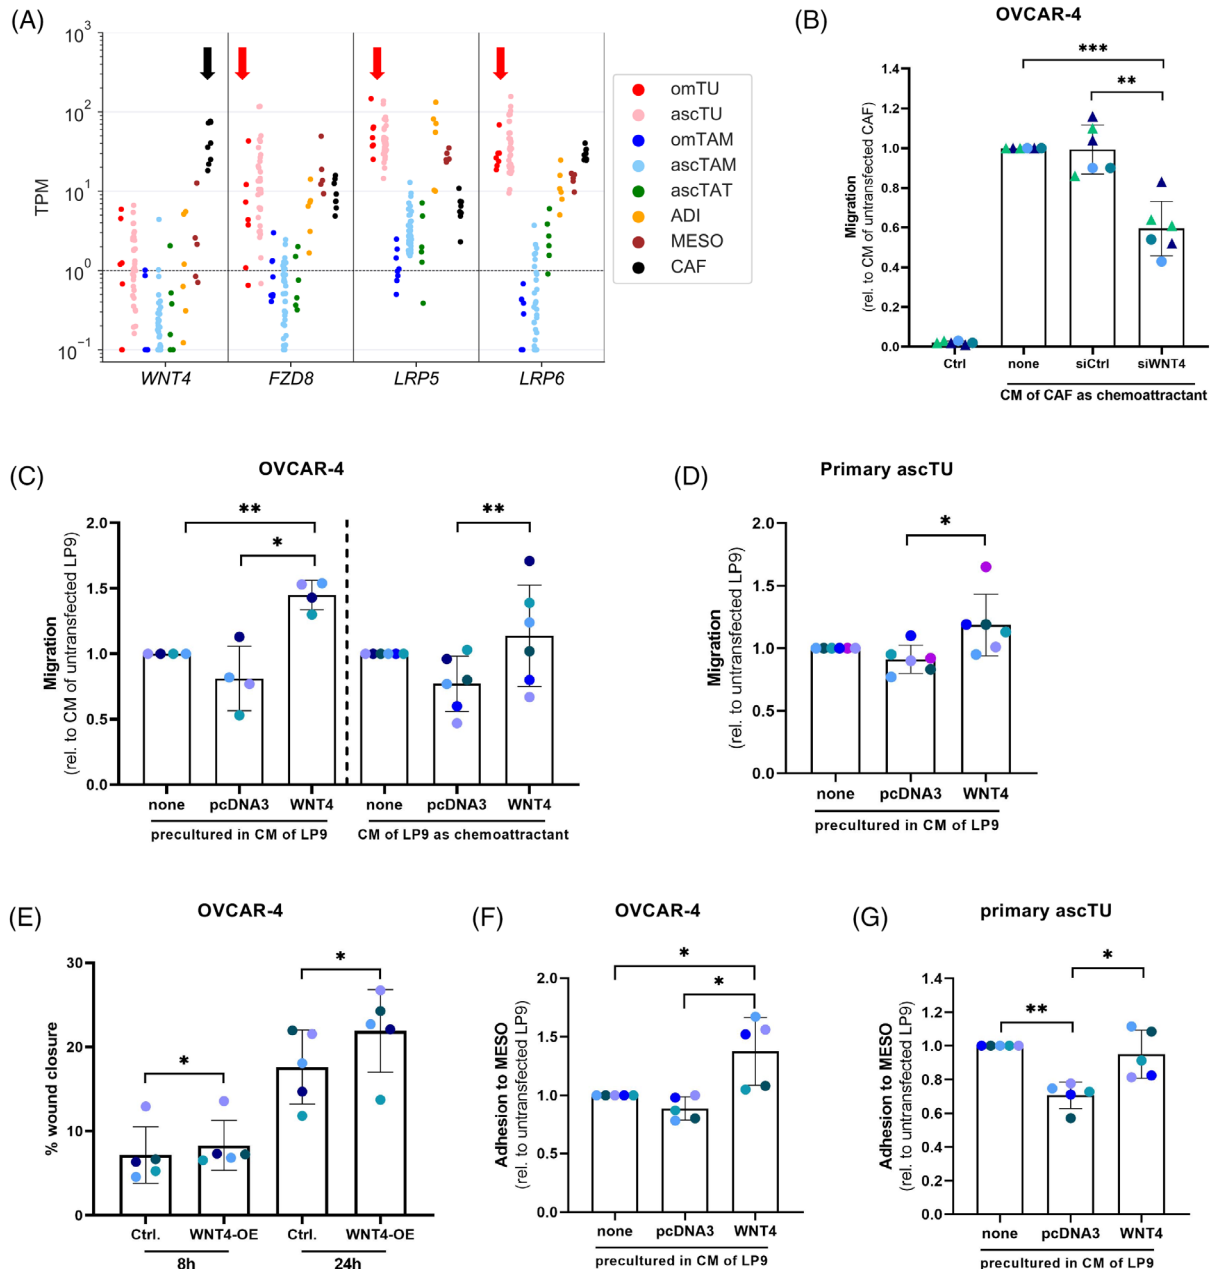 (A)
10³
10²
10¹
10⁰
10⁻¹
TPM
WNT4
FZD8
LRP5
LRP6
omTU
ascTU
omTAM
ascTAM
ascTAT
ADI
MESO
CAF
(B)
OVCAR-4
***
**
1.4
1.2
1.0
0.8
0.6
0.4
0.2
0.0
Migration
(rel. to CM of untransfected CAF)
Ctrl none siCtrl siWNT4
CM of CAF as chemoattractant
(C)
OVCAR-4
**
*
**
2.0
1.5
1.0
0.5
0.0
Migration
(rel. to CM of untransfected LP9)
none pcDNA3 WNT4 none pcDNA3 WNT4
precultured in CM of LP9 CM of LP9 as chemoattractant
(D)
Primary ascTU
*
2.0
1.5
1.0
0.5
0.0
Migration
(rel. to untransfected LP9)
none pcDNA3 WNT4
precultured in CM of LP9
(E)
OVCAR-4
*
*
30
20
10
0
% wound closure
Ctrl. WNT4-OE Ctrl. WNT4-OE
8h 24h
(F)
OVCAR-4
*
*
2.0
1.5
1.0
0.5
0.0
Adhesion to MESO
(rel. to untransfected LP9)
none pcDNA3 WNT4
precultured in CM of LP9
(G)
primary ascTU
*
**
1.4
1.2
1.0
0.8
0.6
0.4
0.2
0.0
Adhesion to MESO
(rel. to untransfected LP9)
none pcDNA3 WNT4
precultured in CM of LP9